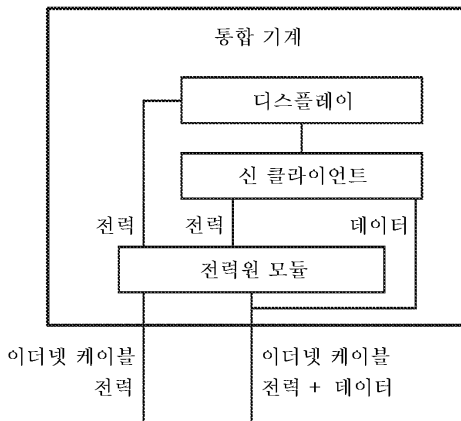 통합 기계
디스플레이
신 클라이언트
전력 전력 데이터
전력원 모듈
이더넷 케이블 이더넷 케이블
전력 전력 + 데이터